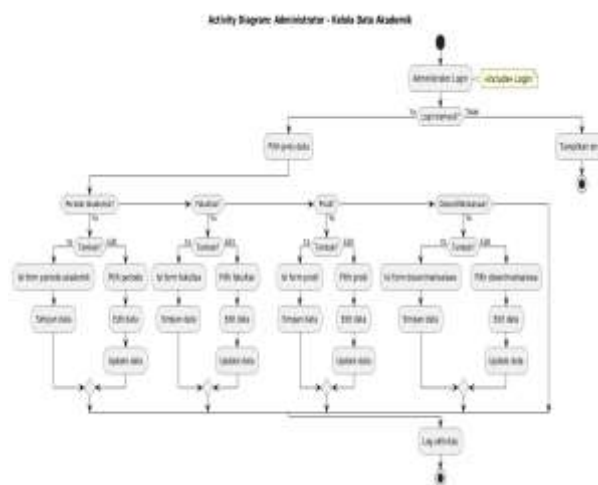 Activity Diagram: Administrator - Kelola Data Akademik
Administrator Login
«include» Login
Ya
Login berhasil?
Tidak
Pilih jenis data
Tampilkan
Periode Akademik?
Fakultas?
Prodi?
Dosen/Mahasiswa?
Ya
Ya
Ya
Ya
Ya
Tambah?
Edit
Ya
Tambah?
Edit
Ya
Tambah?
Edit
Ya
Tambah?
Edit
Isi form periode akademik
Pilih periode
Isi form fakultas
Pilih fakultas
Isi form prodi
Pilih prodi
Isi form dosen/mahasiswa
Pilih dosen/mahasiswa
Simpan data
Edit data
Simpan data
Edit data
Simpan data
Edit data
Simpan data
Edit data
Update data
Update data
Update data
Update data
Log aktivitas